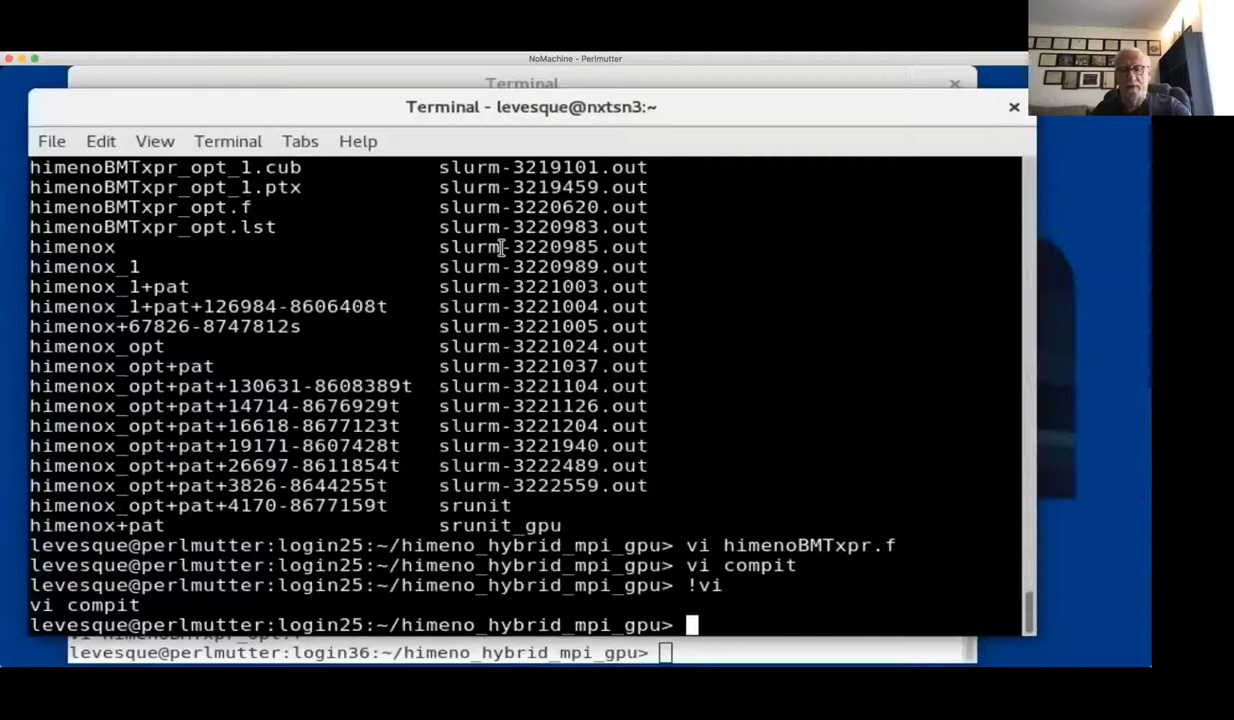 NoMachine - Perlmutter
Terminal
Terminal - levesque@nxtsn3:~
File Edit View Terminal Tabs Help
himenoBMTxpr_opt_1.cub slurm-3219101.out
himenoBMTxpr_opt_1.ptx slurm-3219459.out
himenoBMTxpr_opt.f slurm-3220620.out
himenoBMTxpr_opt.lst slurm-3220983.out
himenox slurm-3220985.out
himenox_1 slurm-3220989.out
himenox_1+pat slurm-3221003.out
himenox_1+pat+126984-8606408t slurm-3221004.out
himenox+67826-8747812s slurm-3221005.out
himenox_opt slurm-3221024.out
himenox_opt+pat slurm-3221037.out
himenox_opt+pat+130631-8608389t slurm-3221104.out
himenox_opt+pat+14714-8676929t slurm-3221126.out
himenox_opt+pat+16618-8677123t slurm-3221204.out
himenox_opt+pat+19171-8607428t slurm-3221940.out
himenox_opt+pat+26697-8611854t slurm-3222489.out
himenox_opt+pat+3826-8644255t slurm-3222559.out
himenox_opt+pat+4170-8677159t srunit
himenox+pat srunit_gpu
levesque@perlmutter:login25:~/himeno_hybrid_mpi_gpu> vi himenoBMTxpr.f
levesque@perlmutter:login25:~/himeno_hybrid_mpi_gpu> vi compit
levesque@perlmutter:login25:~/himeno_hybrid_mpi_gpu> !vi
vi compit
levesque@perlmutter:login25:~/himeno_hybrid_mpi_gpu>
levesque@perlmutter:login36:~/himeno_hybrid_mpi_gpu>